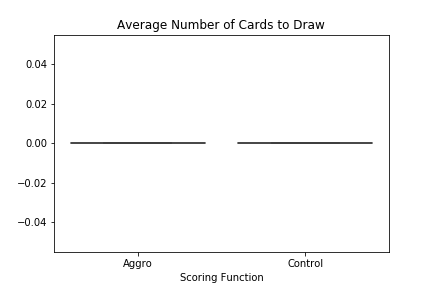 Average Number of Cards to Draw
0.04
0.02
0.00
−0.02
−0.04
Aggro
Control
Scoring Function